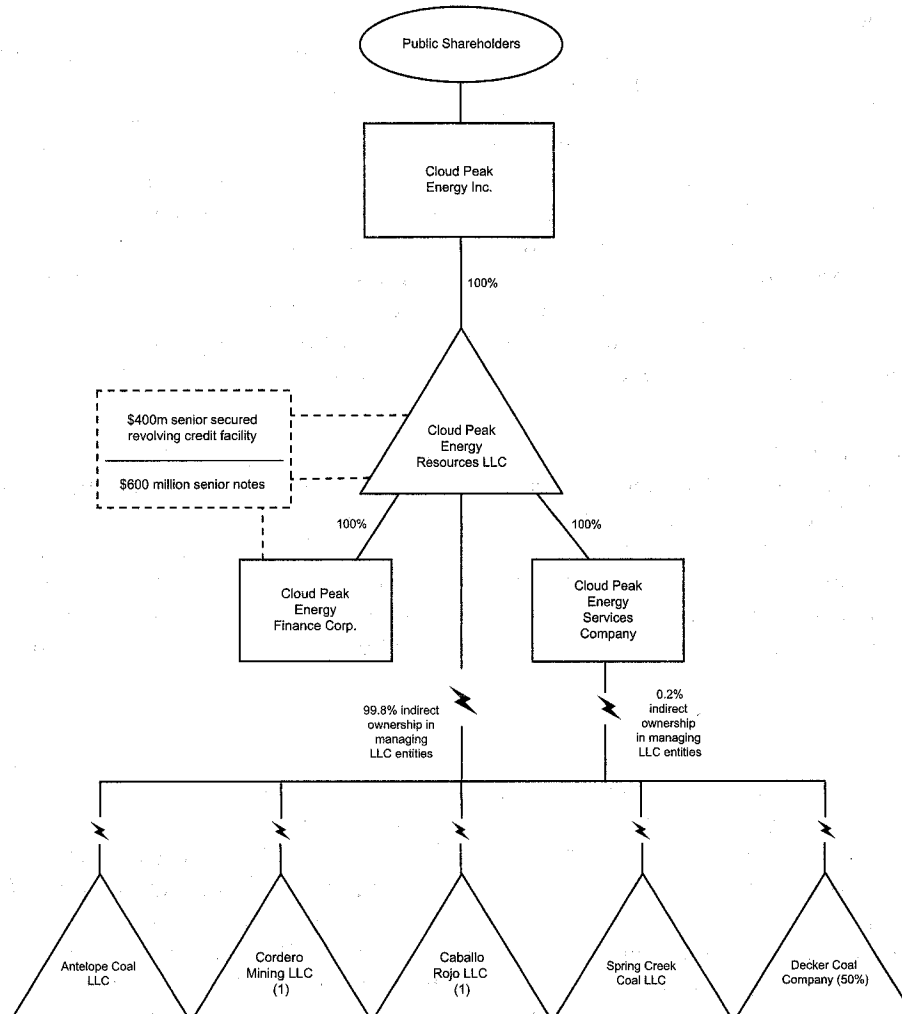 Public Shareholders
Cloud Peak
Energy Inc.
100%
$400m senior secured
revolving credit facility
$600 million senior notes
Cloud Peak
Energy
Resources LLC
100%
100%
Cloud Peak
Energy
Finance Corp.
Cloud Peak
Energy
Services
Company
99.8% indirect
ownership in
managing
LLC entities
0.2%
indirect
ownership
in managing
LLC entities
Antelope Coal
LLC
Cordero
Mining LLC
(1)
Caballo
Rojo LLC
(1)
Spring Creek
Coal LLC
Decker Coal
Company (50%)